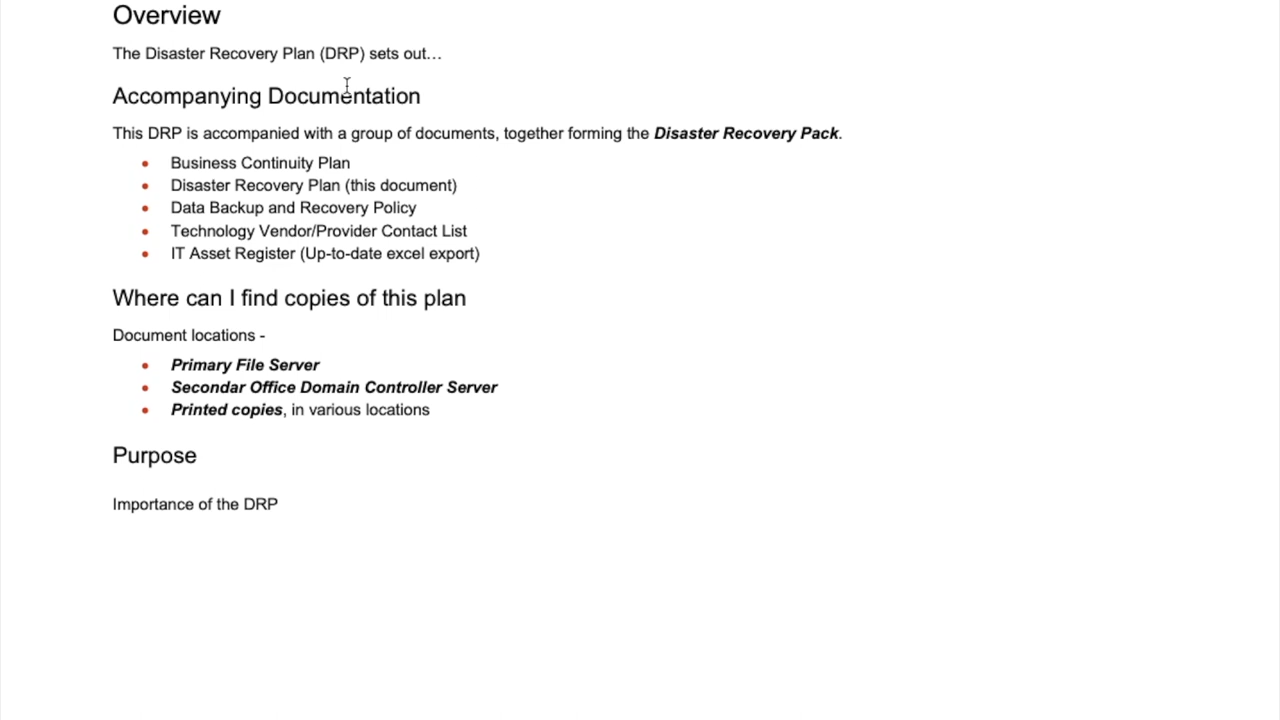 Overview
The Disaster Recovery Plan (DRP) sets out…
Accompanying Documentation
This DRP is accompanied with a group of documents, together forming the Disaster Recovery Pack.
• Business Continuity Plan
• Disaster Recovery Plan (this document)
• Data Backup and Recovery Policy
• Technology Vendor/Provider Contact List
• IT Asset Register (Up-to-date excel export)
Where can I find copies of this plan
Document locations -
• Primary File Server
• Secondar Office Domain Controller Server
• Printed copies, in various locations
Purpose
Importance of the DRP